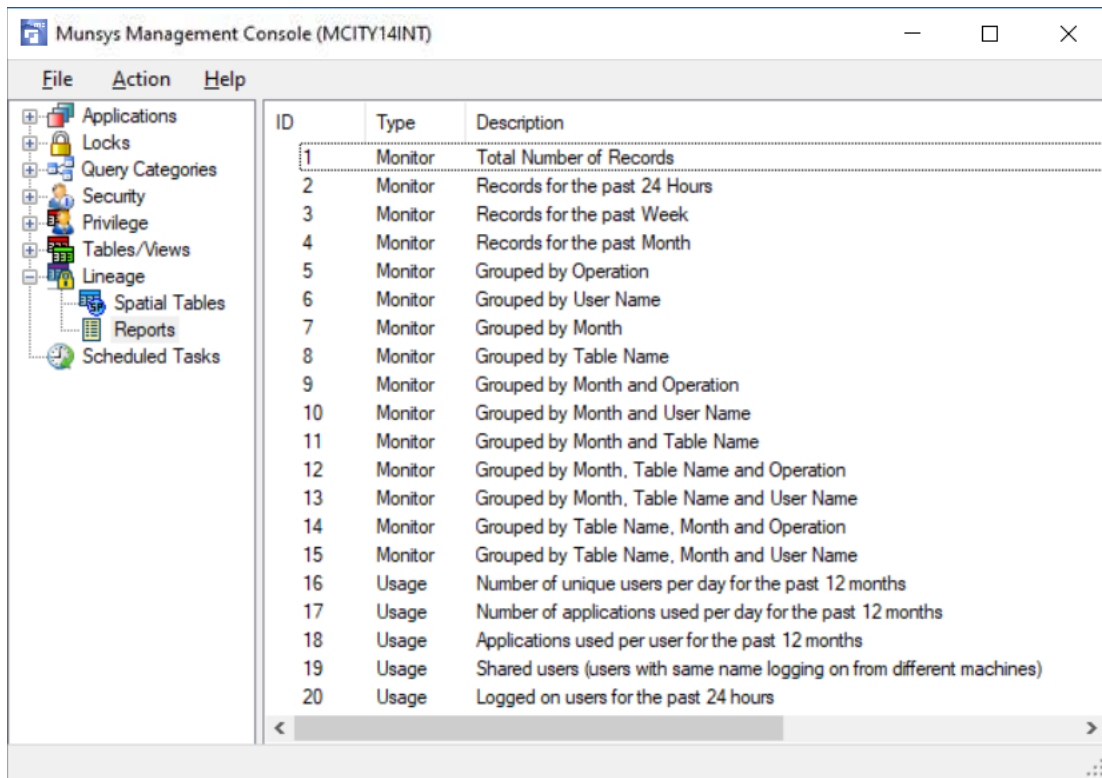 Munsys Management Console (MCITY14INT)
File Action Help
Applications
Locks
Query Categories
Security
Privilege
Tables/Views
Lineage
Spatial Tables
Reports
Scheduled Tasks
ID Type Description
1 Monitor Total Number of Records
2 Monitor Records for the past 24 Hours
3 Monitor Records for the past Week
4 Monitor Records for the past Month
5 Monitor Grouped by Operation
6 Monitor Grouped by User Name
7 Monitor Grouped by Month
8 Monitor Grouped by Table Name
9 Monitor Grouped by Month and Operation
10 Monitor Grouped by Month and User Name
11 Monitor Grouped by Month and Table Name
12 Monitor Grouped by Month, Table Name and Operation
13 Monitor Grouped by Month, Table Name and User Name
14 Monitor Grouped by Table Name, Month and Operation
15 Monitor Grouped by Table Name, Month and User Name
16 Usage Number of unique users per day for the past 12 months
17 Usage Number of applications used per day for the past 12 months
18 Usage Applications used per user for the past 12 months
19 Usage Shared users (users with same name logging on from different machines)
20 Usage Logged on users for the past 24 hours